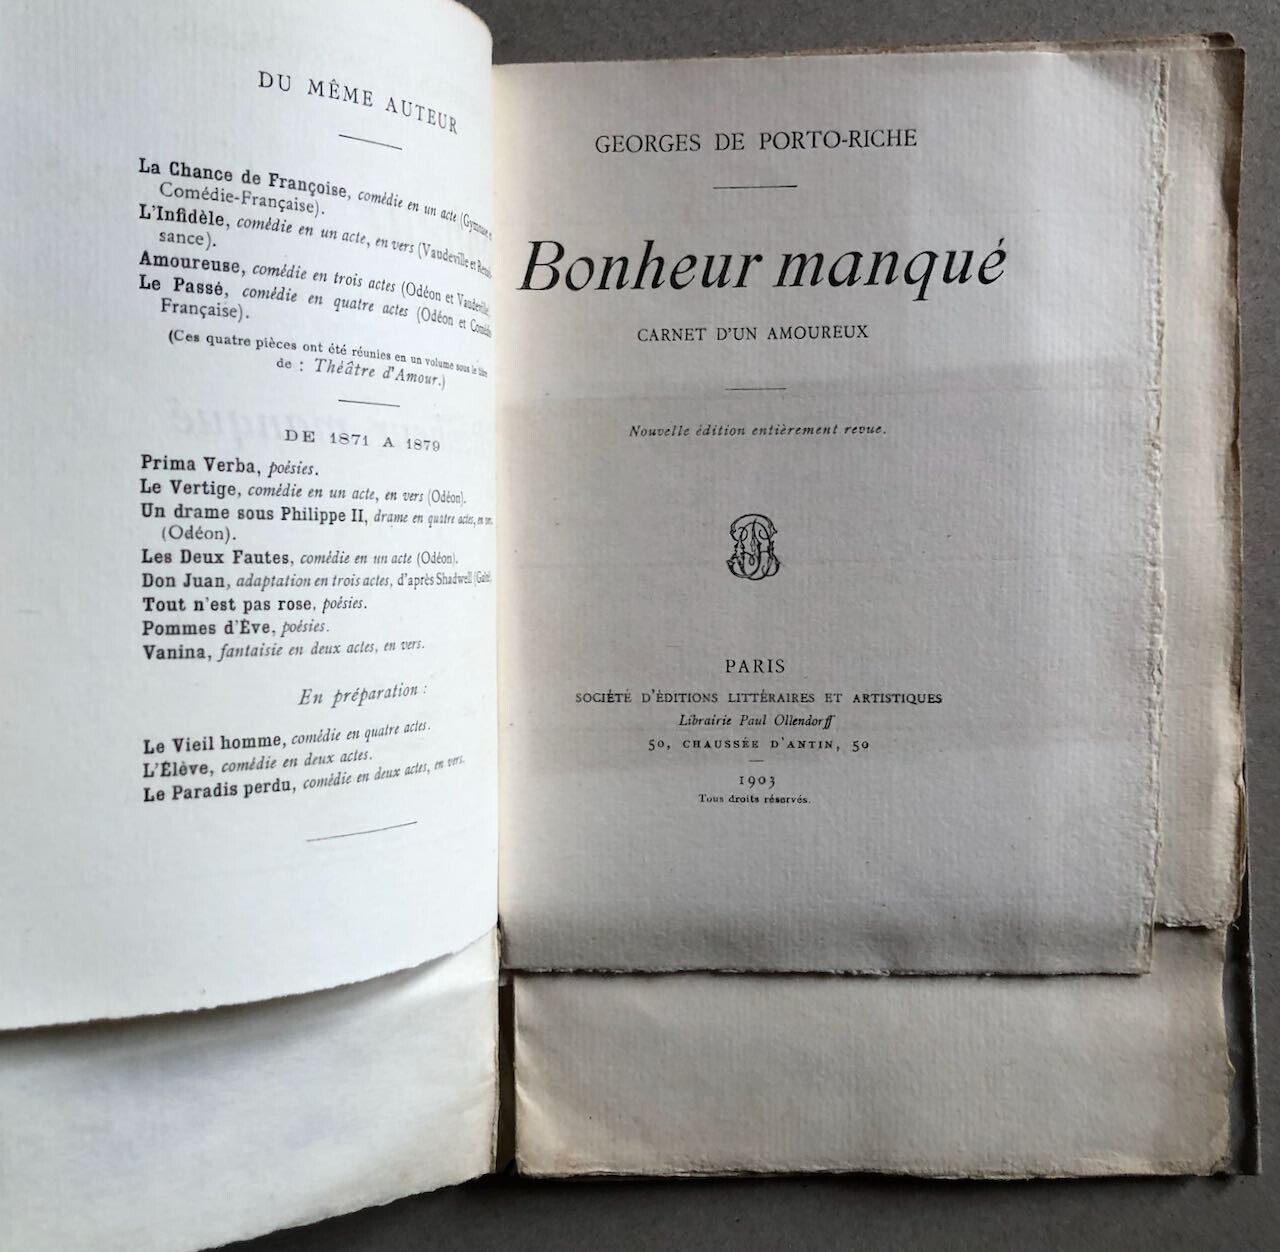 DU MÊME AUTEUR
La Chance de Françoise, comédie en un acte (Gymnase
Comédie-Française).
L'Infidèle, comédie en un acte, en vers (Vaudeville et
sance).
Amoureuse, comédie en trois actes (Odéon et Vaudeville).
Le Passé, comédie en quatre actes (Odéon et
Française).
(Ces quatre pièces ont été réunies en un volume sous le titre
de : Théâtre d'Amour.)
DE 1871 A 1879
Prima Verba, poésies.
Le Vertige, comédie en un acte, en vers (Odéon).
Un drame sous Philippe II, drame en quatre actes, en vers
(Odéon).
Les Deux Fautes, comédie en un acte (Odéon).
Don Juan, adaptation en trois actes, d'après Shadwell
Tout n'est pas rose, poésies.
Pommes d'Ève, poésies.
Vanina, fantaisie en deux actes, en vers.
En préparation :
Le Vieil homme, comédie en quatre actes.
L'Élève, comédie en deux actes.
Le Paradis perdu, comédie en deux actes, en vers.
GEORGES DE PORTO-RICHE
Bonheur manqué
CARNET D'UN AMOUREUX
Nouvelle édition entièrement revue.
PARIS
SOCIÉTÉ D'ÉDITIONS LITTÉRAIRES ET ARTISTIQUES
Librairie Paul Ollendorff
50, CHAUSSÉE D'ANTIN, 50
1903
Tous droits réservés.